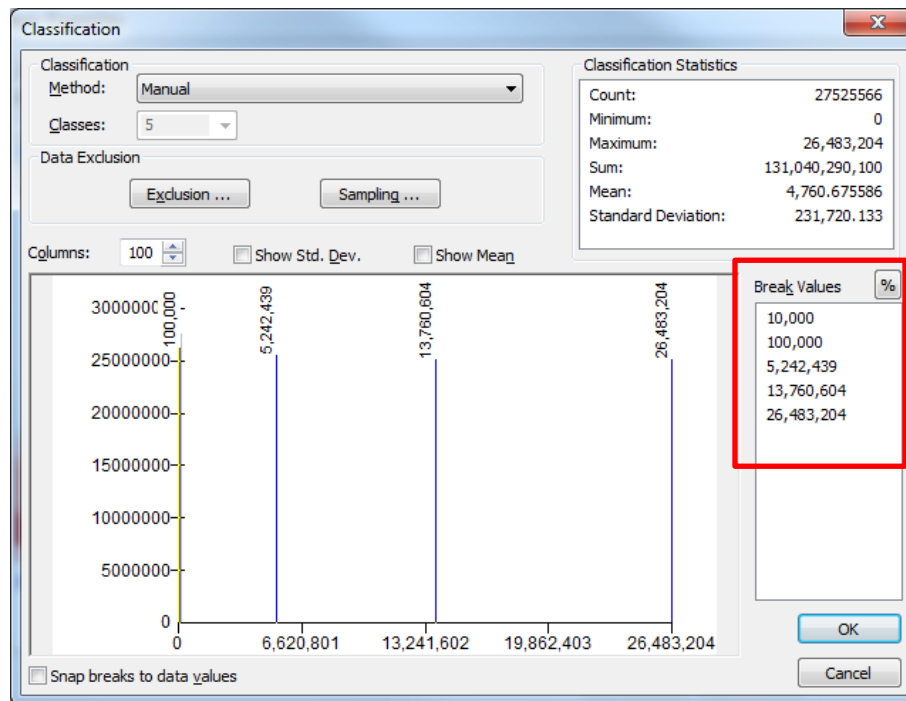 Classification
Classification
Method: Manual
Classes: 5
Data Exclusion
Exclusion ...
Sampling ...
Classification Statistics
Count: 27525566
Minimum: 0
Maximum: 26,483,204
Sum: 131,040,290,100
Mean: 4,760.675586
Standard Deviation: 231,720.133
Columns: 100
Show Std. Dev.
Show Mean
Break Values %
10,000
100,000
5,242,439
13,760,604
26,483,204
100,000
5,242,439
13,760,604
26,483,204
25000000
20000000
15000000
10000000
5000000
0
0 6,620,801 13,241,602 19,862,403 26,483,204
Snap breaks to data values
OK
Cancel